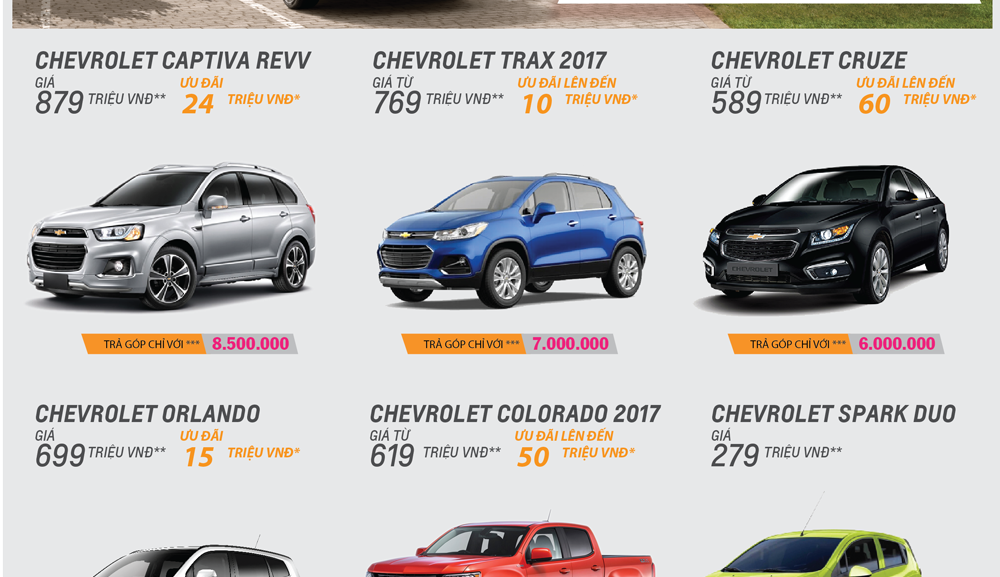 CHEVROLET CAPTIVA REVV
GIÁ
879 TRIỆU VNĐ**
ƯU ĐÃI
24 TRIỆU VNĐ*
CHEVROLET TRAX 2017
GIÁ TỪ
769 TRIỆU VNĐ**
ƯU ĐÃI LÊN ĐẾN
10 TRIỆU VNĐ*
CHEVROLET CRUZE
GIÁ TỪ
589 TRIỆU VNĐ**
ƯU ĐÃI LÊN ĐẾN
60 TRIỆU VNĐ*
CHEVROLET
TRẢ GÓP CHỈ VỚI *** 8.500.000
TRẢ GÓP CHỈ VỚI *** 7.000.000
TRẢ GÓP CHỈ VỚI *** 6.000.000
CHEVROLET ORLANDO
GIÁ
699 TRIỆU VNĐ**
ƯU ĐÃI
15 TRIỆU VNĐ*
CHEVROLET COLORADO 2017
GIÁ TỪ
619 TRIỆU VNĐ**
ƯU ĐÃI LÊN ĐẾN
50 TRIỆU VNĐ*
CHEVROLET SPARK DUO
GIÁ
279 TRIỆU VNĐ**